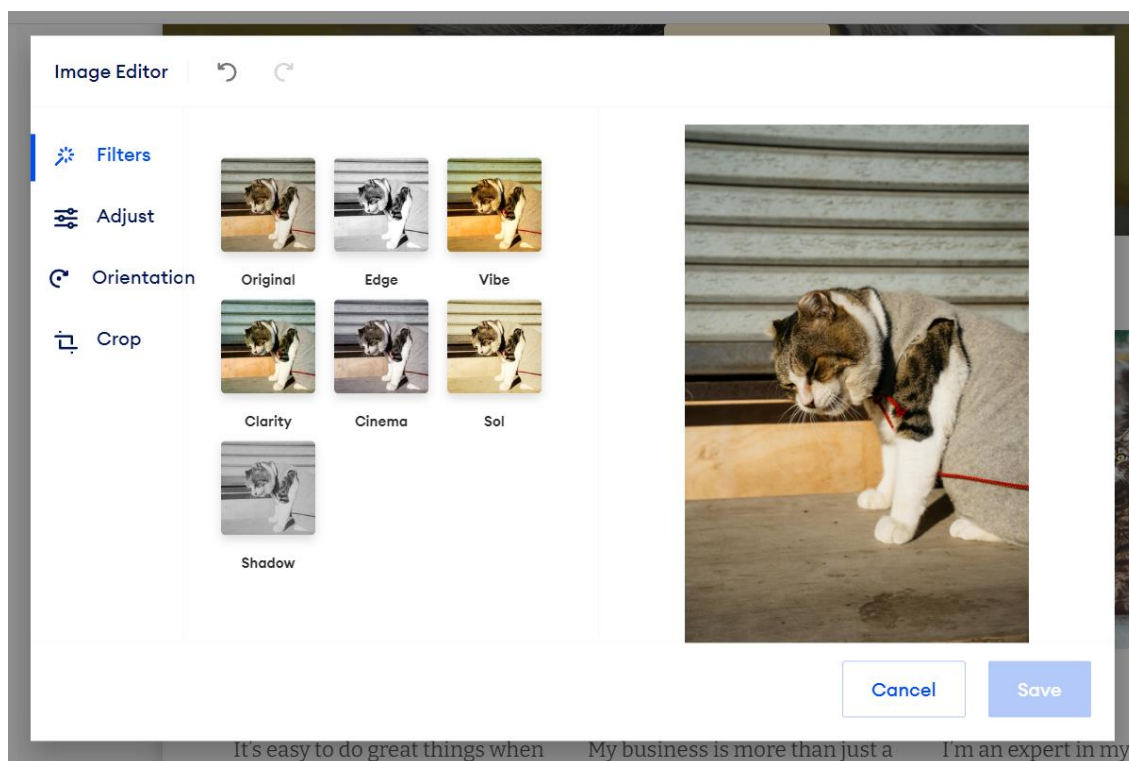 Image Editor
Filters
Adjust
Orientation
Crop
Original Edge Vibe
Clarity Cinema Sol
Shadow
Cancel Save
It's easy to do great things when My business is more than just a I'm an expert in my